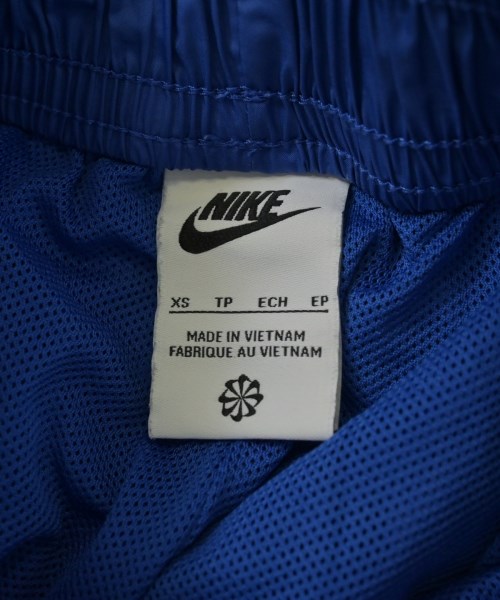 NIKE
XS TP ECH EP
MADE IN VIETNAM
FABRIQUE AU VIETNAM